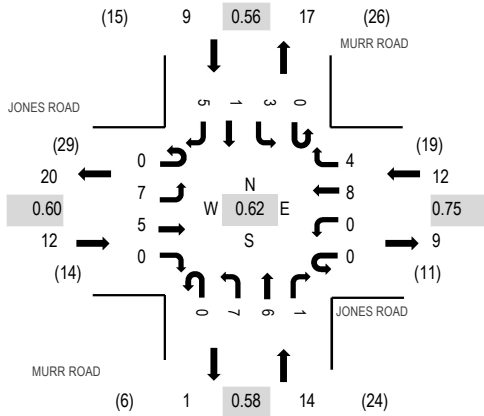 (15) 9 0.56 17 (26)
MURR ROAD
JONES ROAD
5 1 3 0
(29) 0 4 (19)
20 7 N 8 12
0.60 W 0.62 E 0.75
12 5 S 0 9
(14) 0 0 (11)
0 7 6 1
JONES ROAD
MURR ROAD
(6) 1 0.58 14 (24)